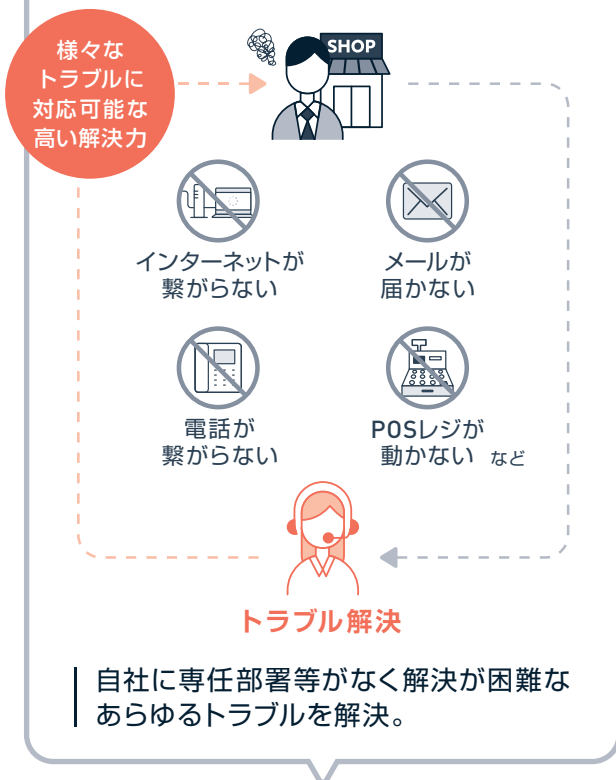 様々な
トラブルに
対応可能な
高い解決力
SHOP
インターネットが
繋がらない
メールが
届かない
電話が
繋がらない
POSレジが
動かない など
トラブル解決
自社に専任部署等がなく解決が困難な
あらゆるトラブルを解決。